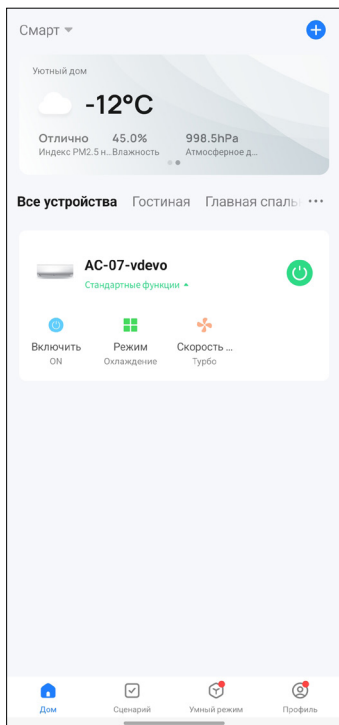 Смарт
Уютный дом
-12°C
Отлично 45.0% 998.5hPa
Индекс PM2.5 н... Влажность Атмосферное д...
Все устройства Гостиная Главная спаль ...
AC-07-vdevo
Стандартные функции
Включить Режим Скорость ...
ON Охлаждение Турбо
Дом Сценарий Умный режим Профиль